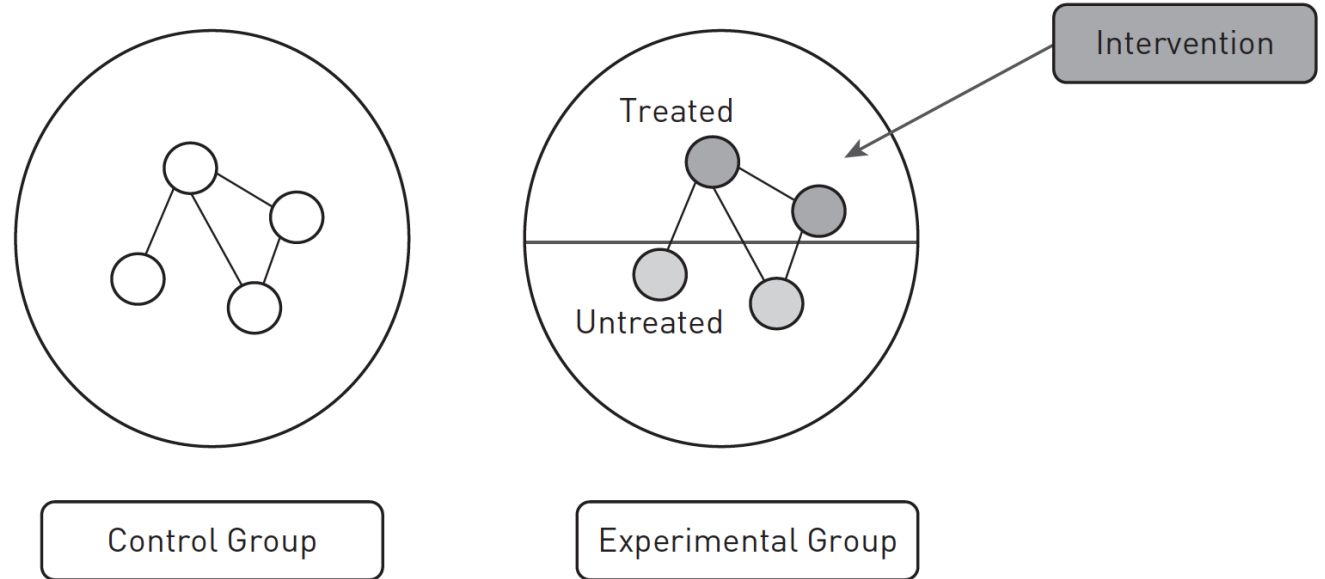 Intervention
Treated
Untreated
Control Group
Experimental Group